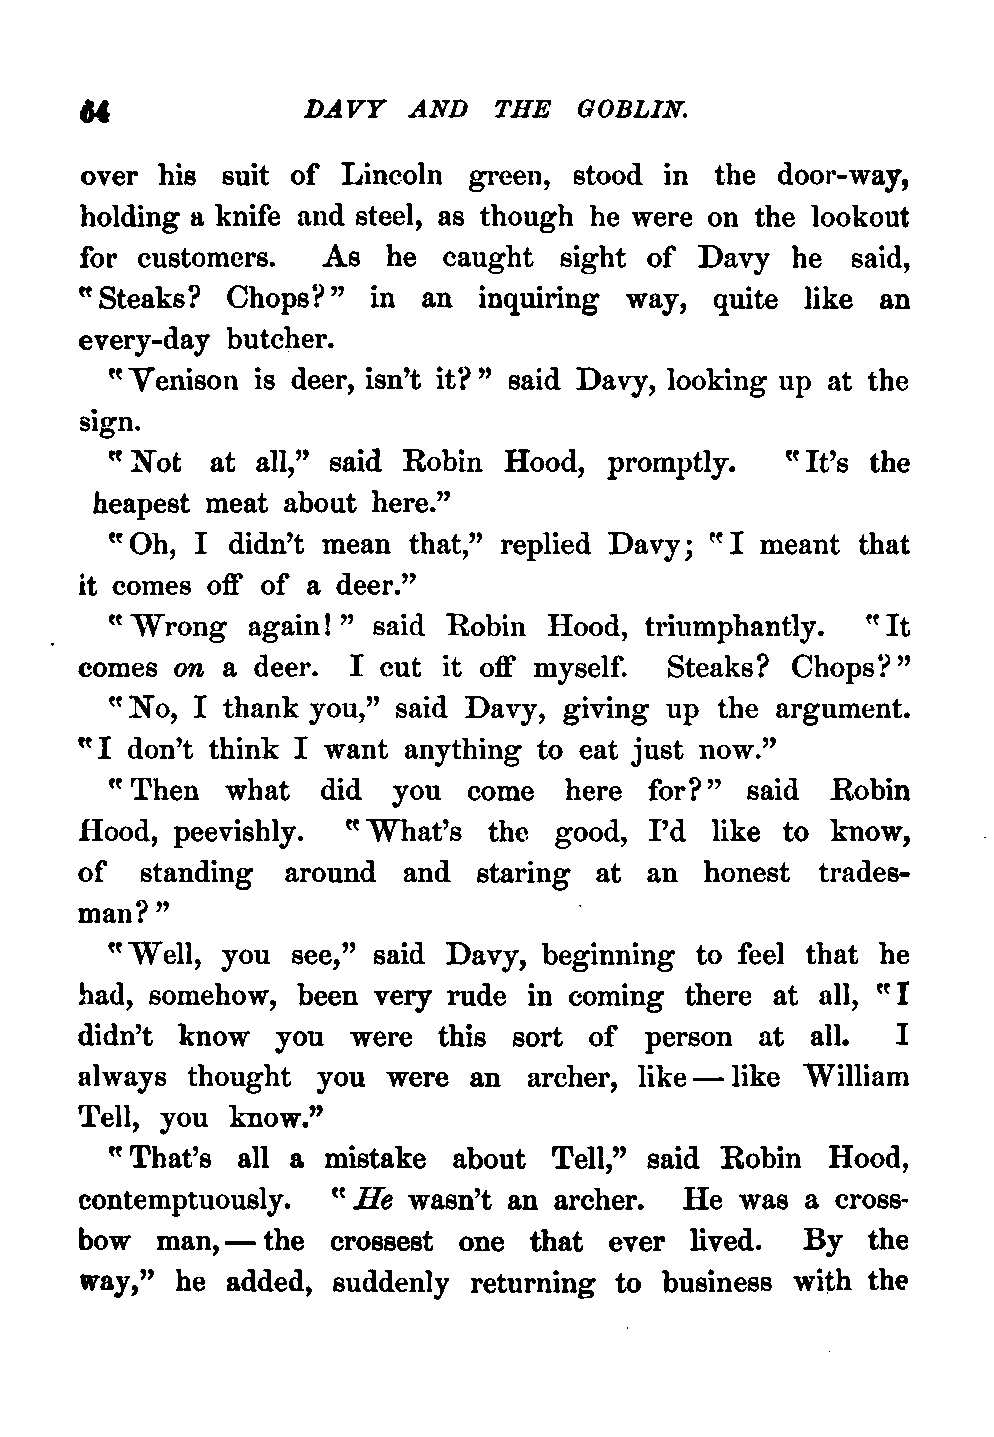 64 DAVY AND THE GOBLIN.
over his suit of Lincoln green, stood in the door-way,
holding a knife and steel, as though he were on the lookout
for customers. As he caught sight of Davy he said,
"Steaks? Chops?" in an inquiring way, quite like an
every-day butcher.
"Venison is deer, isn't it?" said Davy, looking up at the
sign.
"Not at all," said Robin Hood, promptly. "It's the
heapest meat about here."
"Oh, I didn't mean that," replied Davy; "I meant that
it comes off of a deer."
"Wrong again!" said Robin Hood, triumphantly. "It
comes on a deer. I cut it off myself. Steaks? Chops?"
"No, I thank you," said Davy, giving up the argument.
"I don't think I want anything to eat just now."
"Then what did you come here for?" said Robin
Hood, peevishly. "What's the good, I'd like to know,
of standing around and staring at an honest trades-
man?"
"Well, you see," said Davy, beginning to feel that he
had, somehow, been very rude in coming there at all, "I
didn't know you were this sort of person at all. I
always thought you were an archer, like — like William
Tell, you know."
"That's all a mistake about Tell," said Robin Hood,
contemptuously. "He wasn't an archer. He was a cross-
bow man, — the crossest one that ever lived. By the
way," he added, suddenly returning to business with the